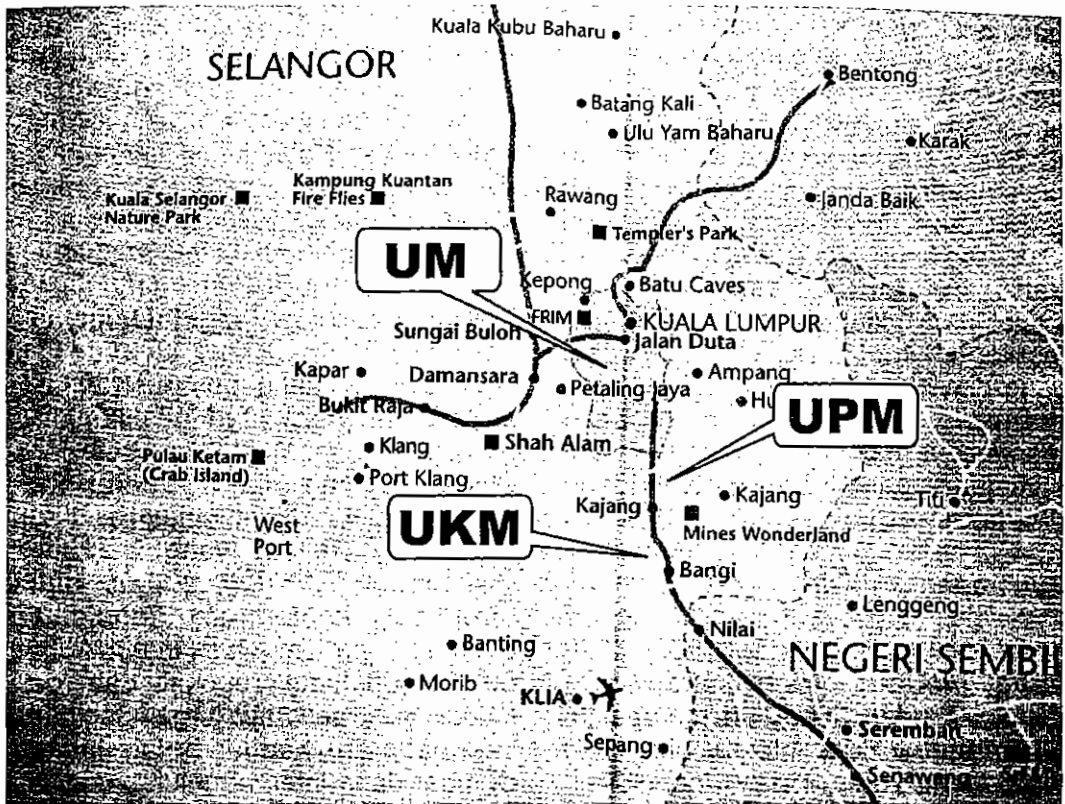 Kuala Kubu Baharu
SELANGOR
Bentong
Batang Kali
Ulu Yam Baharu
Karak
Kampung Kuantan
Fire Flies
Kuala Selangor
Nature Park
Rawang
Janda Baik
Templer's Park
UM
Kepong
Batu Caves
FRIM
KUALA LUMPUR
Sungai Buloh
Jalan Duta
Kapar
Damansara
Ampang
Petaling Jaya
Bukit Raja
Hu
UPM
Klang
Shah Alam
Pulau Ketam
(Crab Island)
Port Klang
Kajang
Kajang
Titi
UKM
West
Port
Mines Wonderland
Bangi
Lenggeng
Nilai
Banting
NEGERI SEMBIL
Morib
KLIA
Seremban
Sepang
Senawang